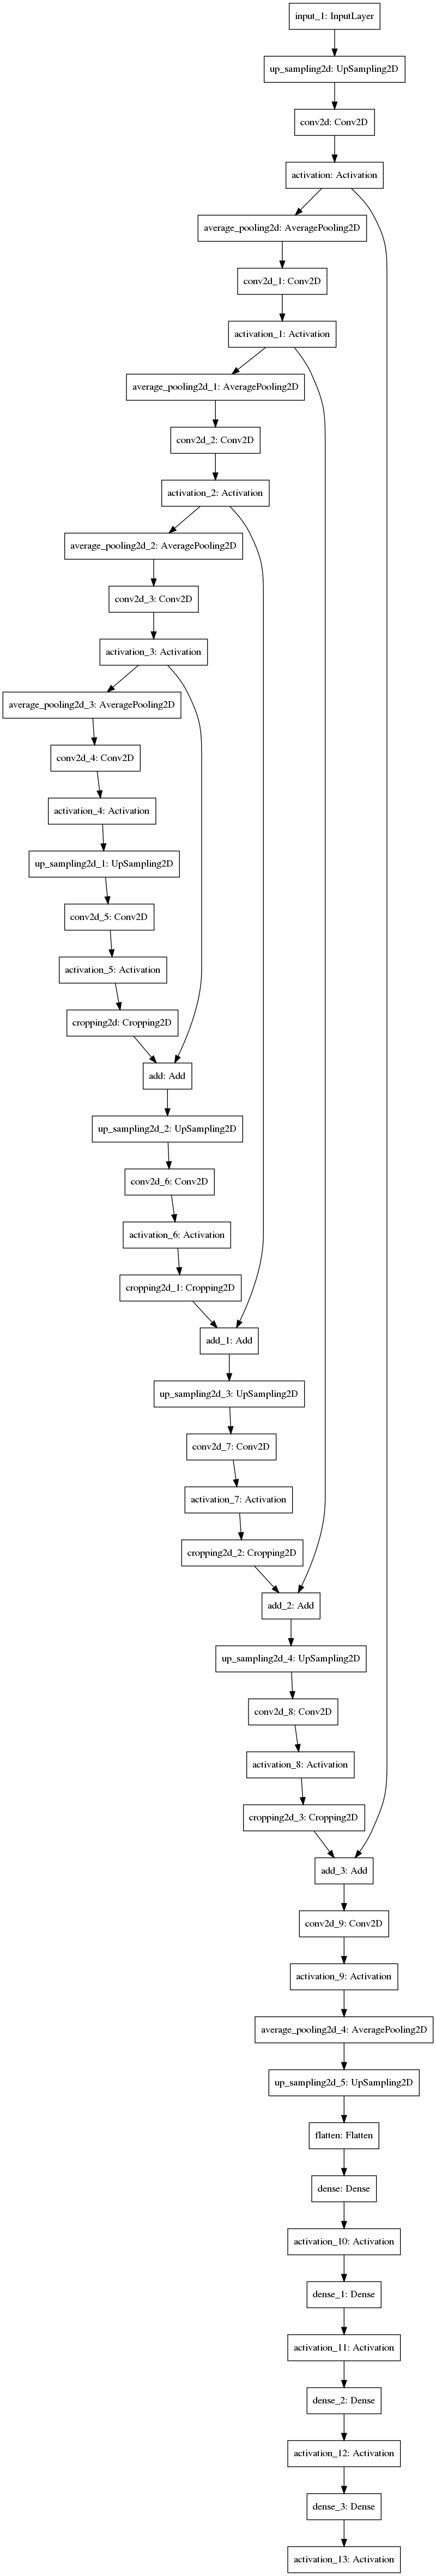 input_1: InputLayer
up_sampling2d: UpSampling2D
conv2d: Conv2D
activation: Activation
average_pooling2d: AveragePooling2D
conv2d_1: Conv2D
activation_1: Activation
average_pooling2d_1: AveragePooling2D
conv2d_2: Conv2D
activation_2: Activation
average_pooling2d_2: AveragePooling2D
conv2d_3: Conv2D
activation_3: Activation
average_pooling2d_3: AveragePooling2D
conv2d_4: Conv2D
activation_4: Activation
up_sampling2d_1: UpSampling2D
conv2d_5: Conv2D
activation_5: Activation
cropping2d: Cropping2D
add: Add
up_sampling2d_2: UpSampling2D
conv2d_6: Conv2D
activation_6: Activation
cropping2d_1: Cropping2D
add_1: Add
up_sampling2d_3: UpSampling2D
conv2d_7: Conv2D
activation_7: Activation
cropping2d_2: Cropping2D
add_2: Add
up_sampling2d_4: UpSampling2D
conv2d_8: Conv2D
activation_8: Activation
cropping2d_3: Cropping2D
add_3: Add
conv2d_9: Conv2D
activation_9: Activation
average_pooling2d_4: AveragePooling2D
up_sampling2d_5: UpSampling2D
flatten: Flatten
dense: Dense
activation_10: Activation
dense_1: Dense
activation_11: Activation
dense_2: Dense
activation_12: Activation
dense_3: Dense
activation_13: Activation